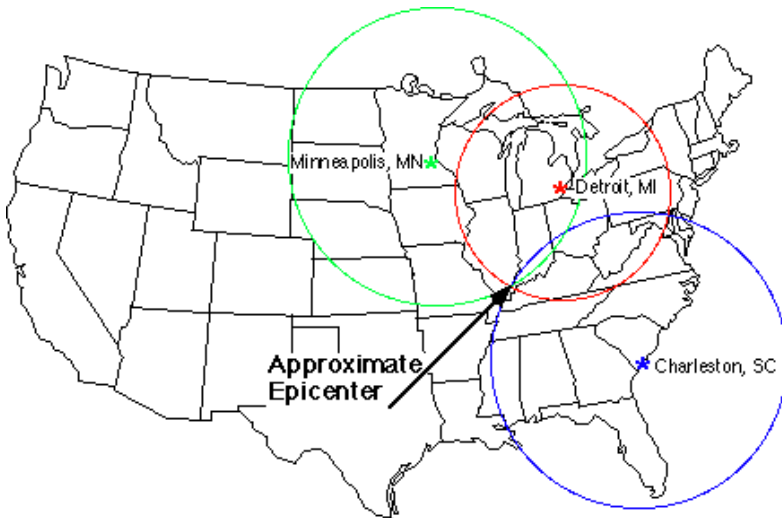 Minneapolis, MN
Detroit, MI
Approximate
Epicenter
Charleston, SC